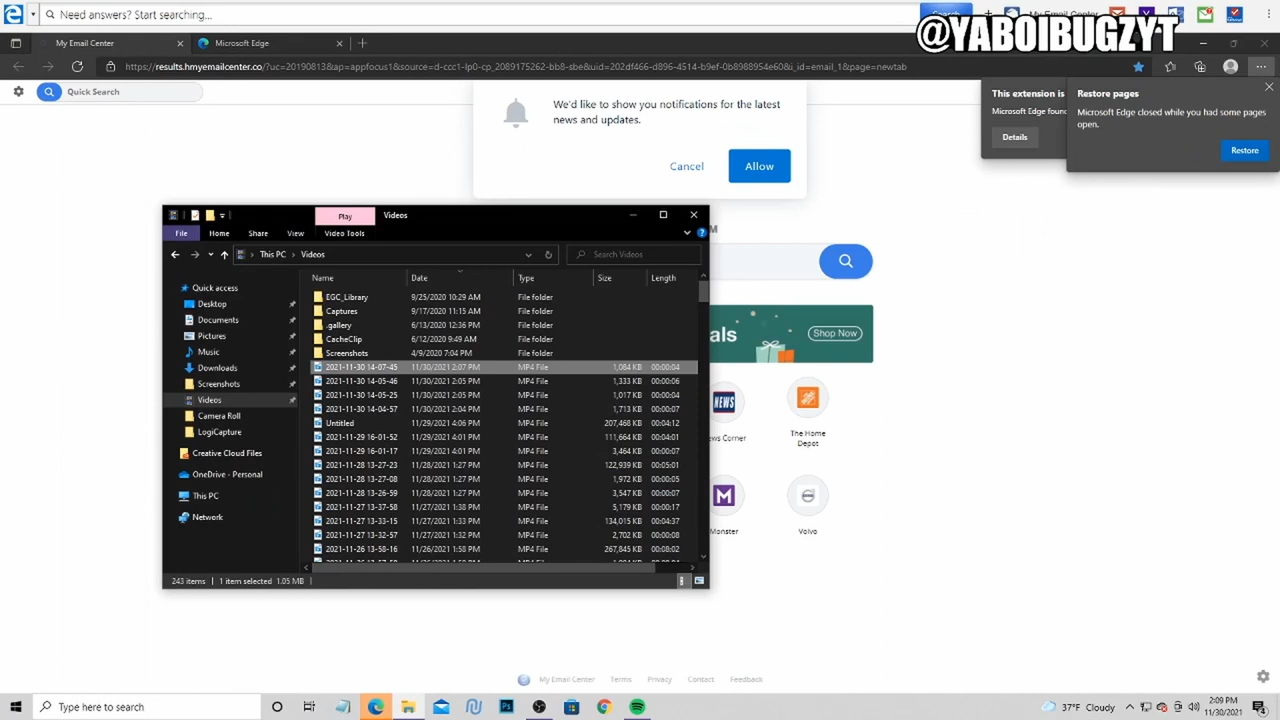 Need answers? Start searching...
Search
My Email Center
@YABOIBUGZYT
My Email Center
Microsoft Edge
https://results.hmyemailcenter.co/?uc=20190813&ap=appfocus1&source=d-ccc1-lp0-cp_2089175262-bb8-sbe&uid=202df466-d896-4514-b9ef-0b8988954e60&i_id=email_1&page=newtab
Quick Search
We'd like to show you notifications for the latest
news and updates.
Cancel
Allow
This extension is
Microsoft Edge foun
Details
Restore pages
Microsoft Edge closed while you had some pages
open.
Restore
Play
Videos
File
Home
Share
View
Video Tools
This PC
Videos
Search Videos
Name
Date
Type
Size
Length
Quick access
Desktop
Documents
Pictures
Music
Downloads
Screenshots
Videos
Camera Roll
LogiCapture
Creative Cloud Files
OneDrive - Personal
This PC
Network
EGC_Library 9/25/2020 10:29 AM File folder
Captures 9/17/2020 11:15 AM File folder
.gallery 6/13/2020 12:36 PM File folder
CacheClip 6/12/2020 9:49 AM File folder
Screenshots 4/9/2020 7:04 PM File folder
2021-11-30 14-07-45 11/30/2021 2:07 PM MP4 File 1,084 KB 00:00:04
2021-11-30 14-05-46 11/30/2021 2:05 PM MP4 File 1,333 KB 00:00:06
2021-11-30 14-05-25 11/30/2021 2:05 PM MP4 File 1,017 KB 00:00:04
2021-11-30 14-04-57 11/30/2021 2:04 PM MP4 File 1,713 KB 00:00:07
Untitled 11/29/2021 4:06 PM MP4 File 207,468 KB 00:04:12
2021-11-29 16-01-52 11/29/2021 4:01 PM MP4 File 111,664 KB 00:04:01
2021-11-29 16-01-17 11/29/2021 4:01 PM MP4 File 3,464 KB 00:00:07
2021-11-28 13-27-23 11/28/2021 1:27 PM MP4 File 122,939 KB 00:05:01
2021-11-28 13-27-08 11/28/2021 1:27 PM MP4 File 1,972 KB 00:00:05
2021-11-28 13-26-59 11/28/2021 1:27 PM MP4 File 3,547 KB 00:00:07
2021-11-27 13-37-58 11/27/2021 1:38 PM MP4 File 5,179 KB 00:00:17
2021-11-27 13-33-15 11/27/2021 1:33 PM MP4 File 134,015 KB 00:04:37
2021-11-27 13-32-57 11/27/2021 1:32 PM MP4 File 2,702 KB 00:00:08
2021-11-26 13-58-16 11/26/2021 1:58 PM MP4 File 267,845 KB 00:08:02
243 items
1 item selected 1.05 MB
M
als
Shop Now
NEWS
ews Corner
The Home
Depot
M
Monster
Volvo
My Email Center
Terms
Privacy
Contact
Feedback
Type here to search
37°F Cloudy
2:09 PM
11/30/2021